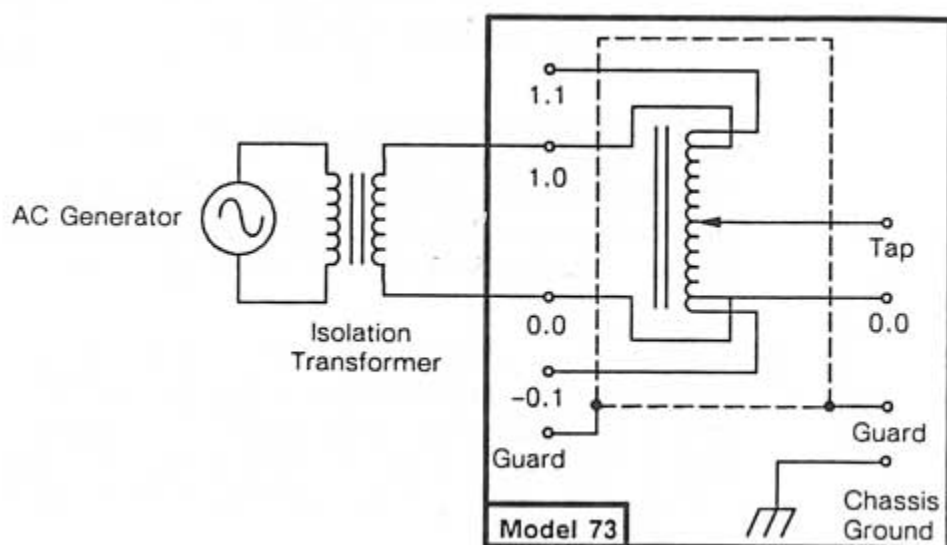 1.1
1.0
AC Generator
Tap
0.0
0.0
Isolation
Transformer
-0.1
Guard
Guard
Chassis
Ground
Model 73